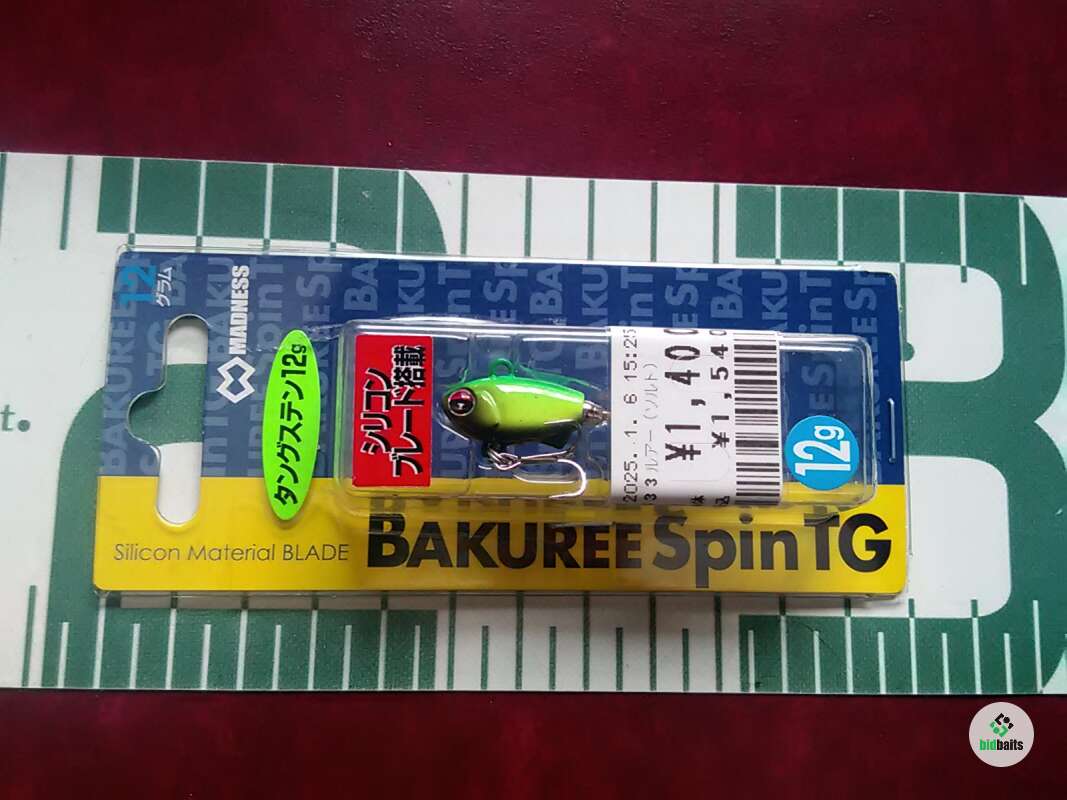 12
グラム
MADNESS
タングステン12g
シリコン
ブレード搭載
2025. 1. 6 15:25
33ルアー(ソルト)
¥1,400
¥1,540
12g
Silicon Material BLADE
BAKUREE Spin TG
t.
bidbaits